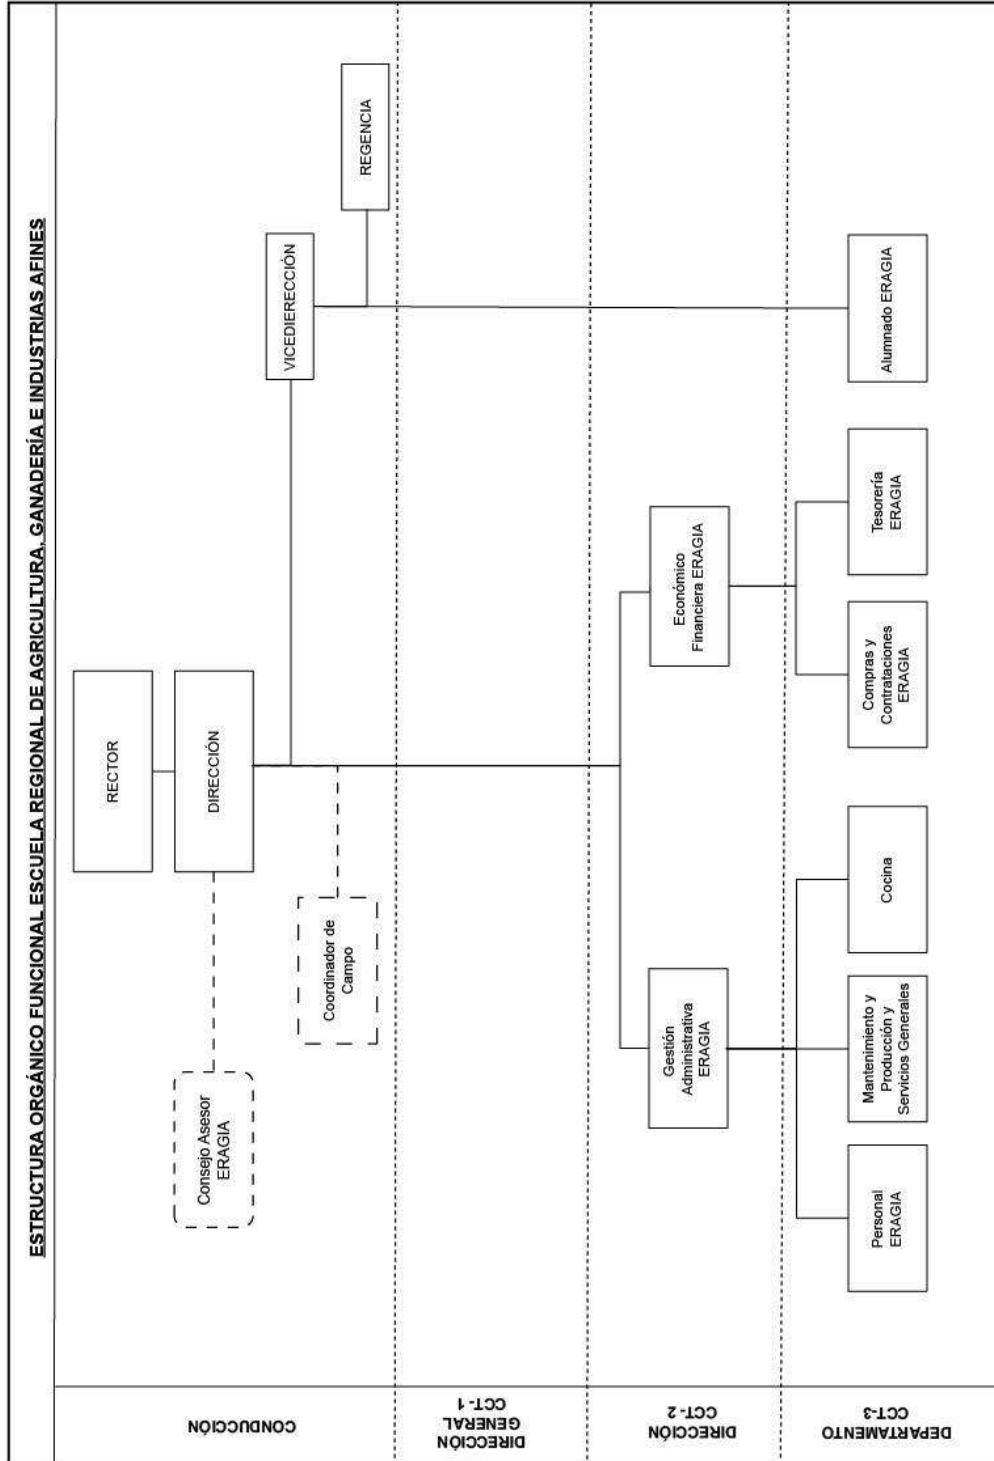 ESTRUCTURA ORGÁNICO FUNCIONAL ESCUELA REGIONAL DE AGRICULTURA, GANADERÍA E INDUSTRIAS AFINES
CONDUCCIÓN
RECTOR
DIRECCIÓN
Consejo Asesor
ERAGIA
VICEDIERECCIÓN
Coordinador de
Campo
REGENCIA
DIRECCIÓN
GENERAL
CCT-1
DIRECCIÓN
CCT-2
Gestión
Administrativa
ERAGIA
Económico
Financiera ERAGIA
DEPARTAMENTO
CCT-3
Personal
ERAGIA
Mantenimiento y
Producción y
Servicios Generales
Cocina
Compras y
Contrataciones
ERAGIA
Tesorería
ERAGIA
Alumnado ERAGIA